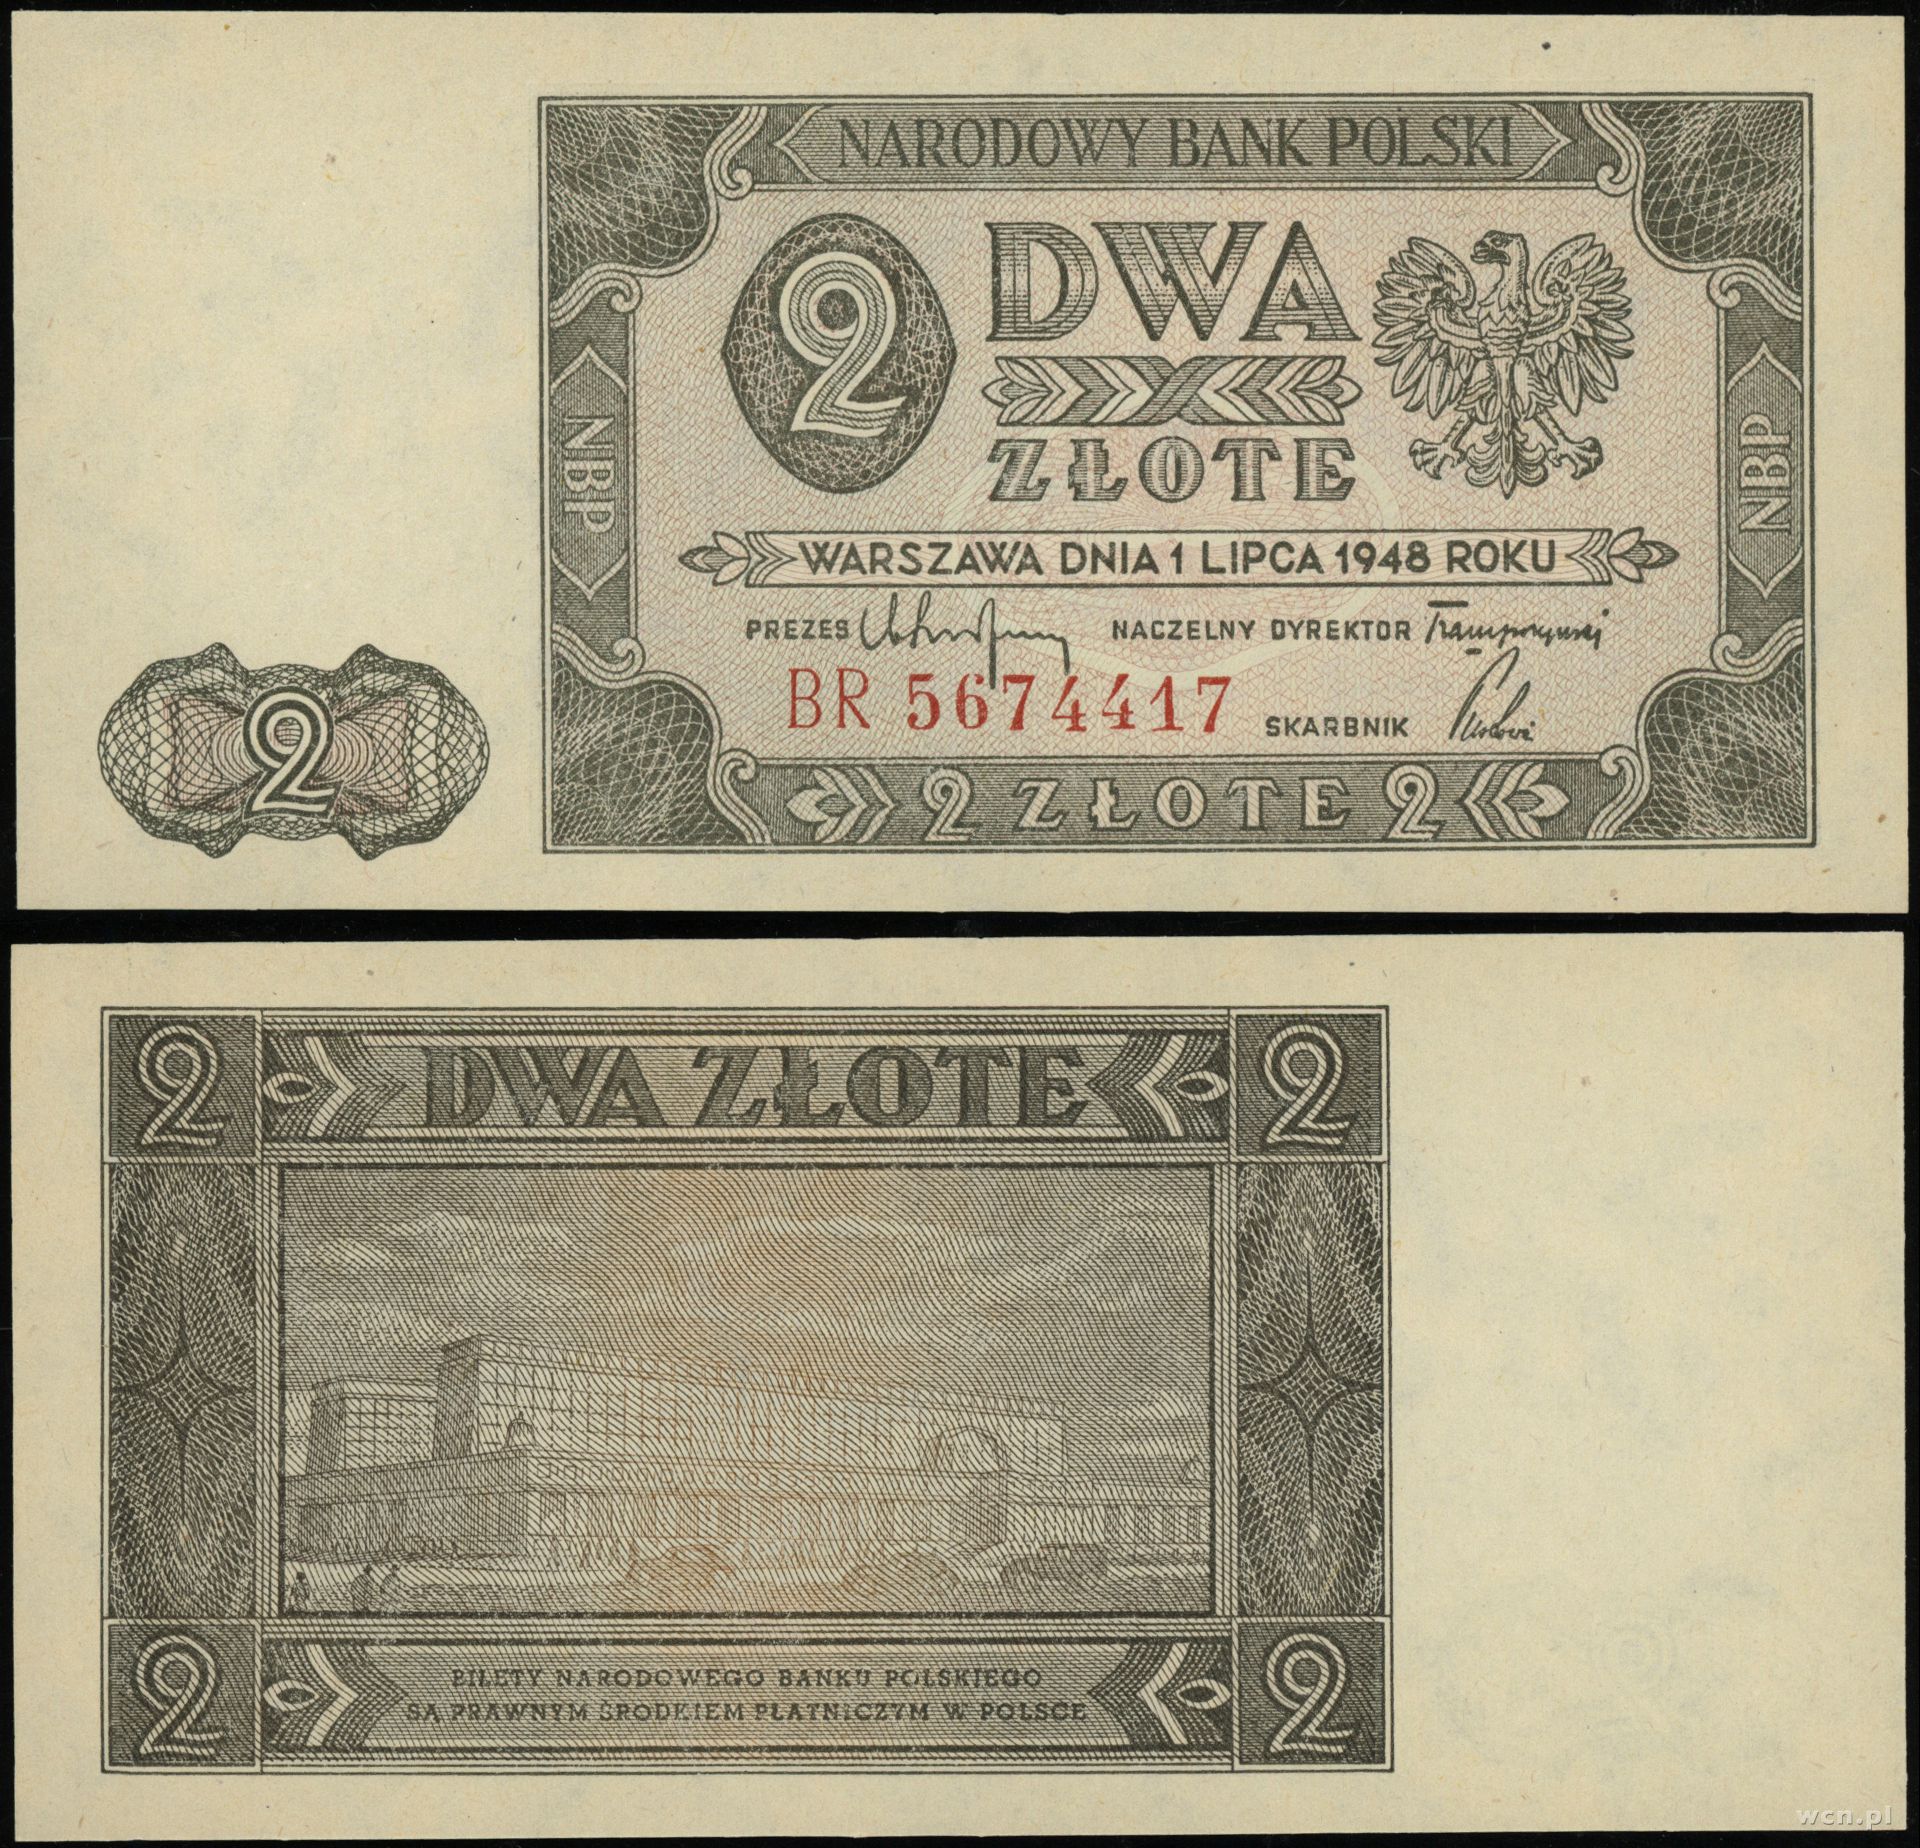 NARODOWY BANK POLSKI
2
DWA
ZŁOTE
NBP
NBP
WARSZAWA DNIA 1 LIPCA 1948 ROKU
PREZES
NACZELNY DYREKTOR
BR 5674417
SKARBNIK
2
2 ZŁOTE 2
2
DWA ZŁOTE
2
BILETY NARODOWEGO BANKU POLSKIEGO
SĄ PRAWNYM ŚRODKIEM PŁATNICZYM W POLSCE
2
2
wcn.pl